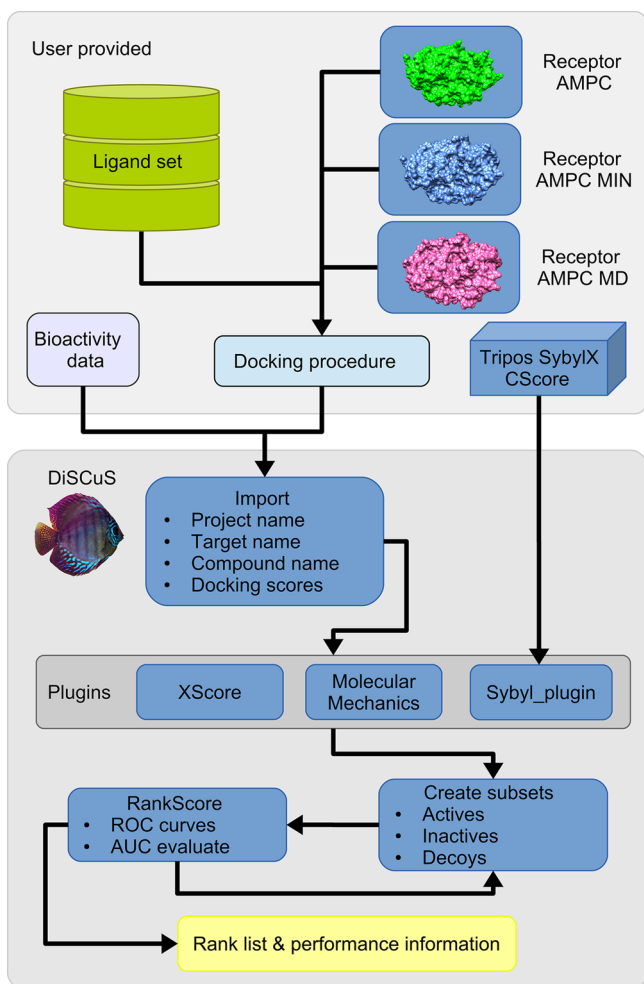 User provided
Ligand set
Receptor
AMPC
Receptor
AMPC MIN
Receptor
AMPC MD
Bioactivity
data
Docking procedure
Tripos SybylX
CScore
DiSCuS
Import
• Project name
• Target name
• Compound name
• Docking scores
Plugins
XScore
Molecular
Mechanics
Sybyl_plugin
RankScore
• ROC curves
• AUC evaluate
Create subsets
• Actives
• Inactives
• Decoys
Rank list & performance information